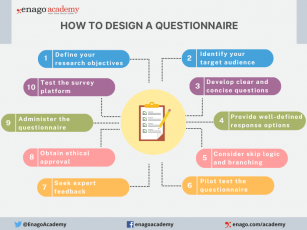 enago academy
HOW TO DESIGN A QUESTIONNAIRE
1
Define your
research objectives
2
Identify your
target audience
10
Test the survey
platform
3
Develop clear and
concise questions
9
Administer the
questionnaire
4
Provide well-defined
response options
8
Obtain ethical
approval
5
Consider skip logic
and branching
7
Seek expert
feedback
6
Pilot test the
questionnaire
@EnagoAcademy
enagoacademy
enago.com/academy